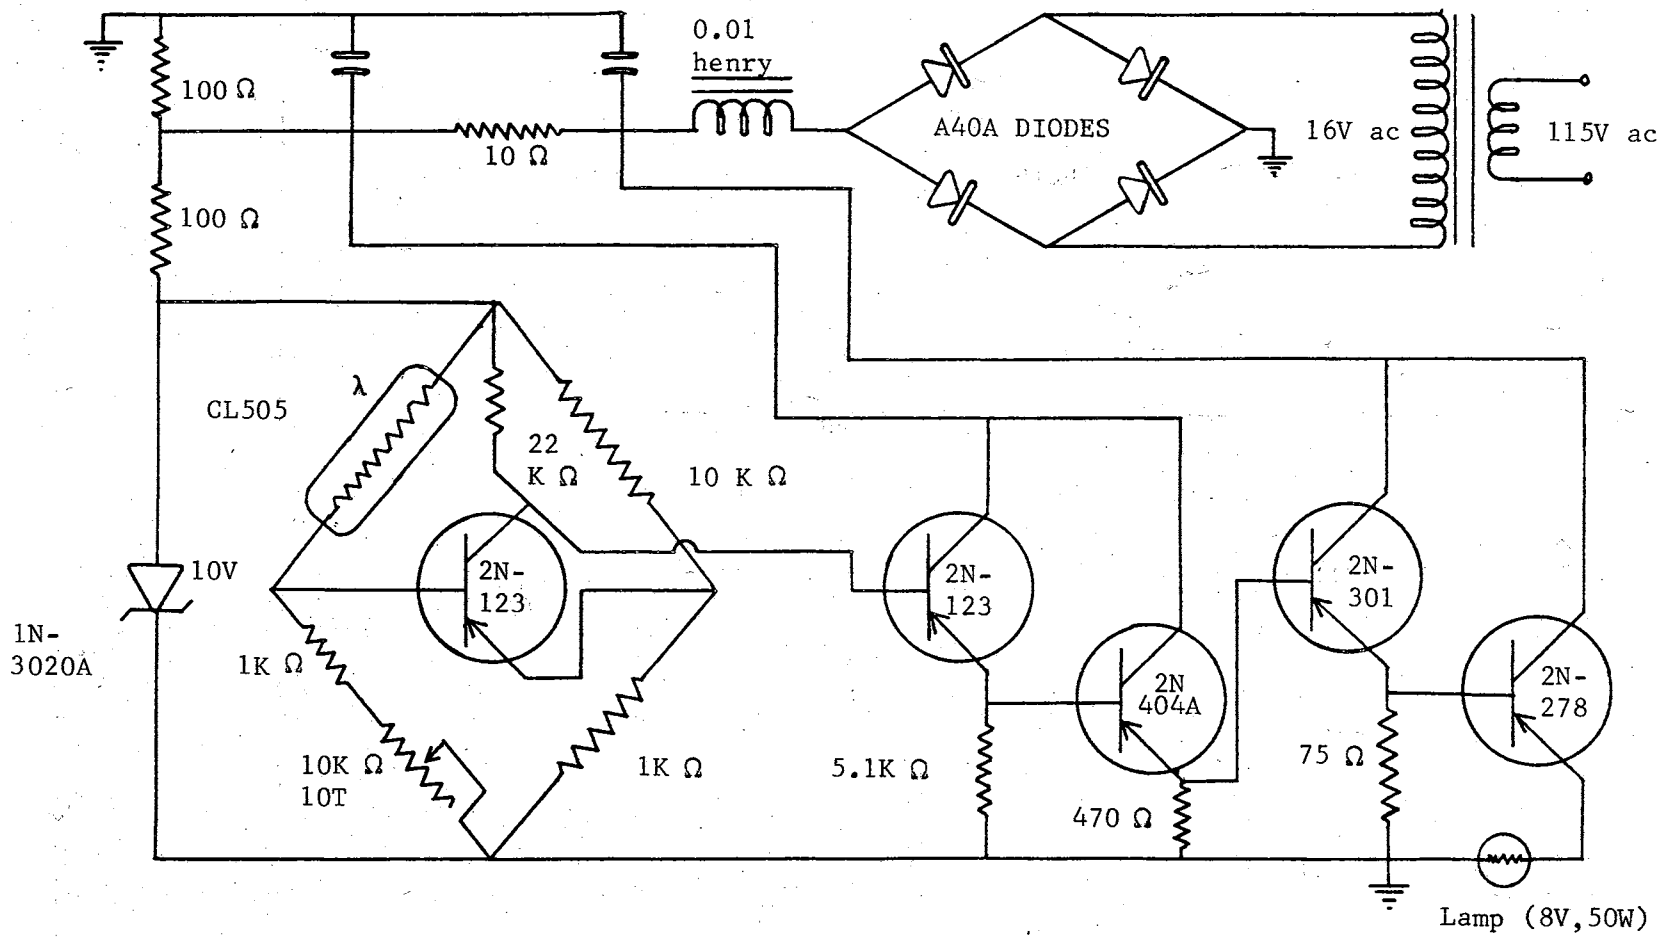 0.01
henry
100 Ω
10 Ω
A40A DIODES
16V ac
115V ac
100 Ω
λ
CL505
22
K Ω
10 K Ω
10V
1N-
3020A
2N-
123
2N-
123
2N-
301
2N
404A
2N-
278
1K Ω
10K Ω
10T
1K Ω
5.1K Ω
470 Ω
75 Ω
Lamp (8V,50W)